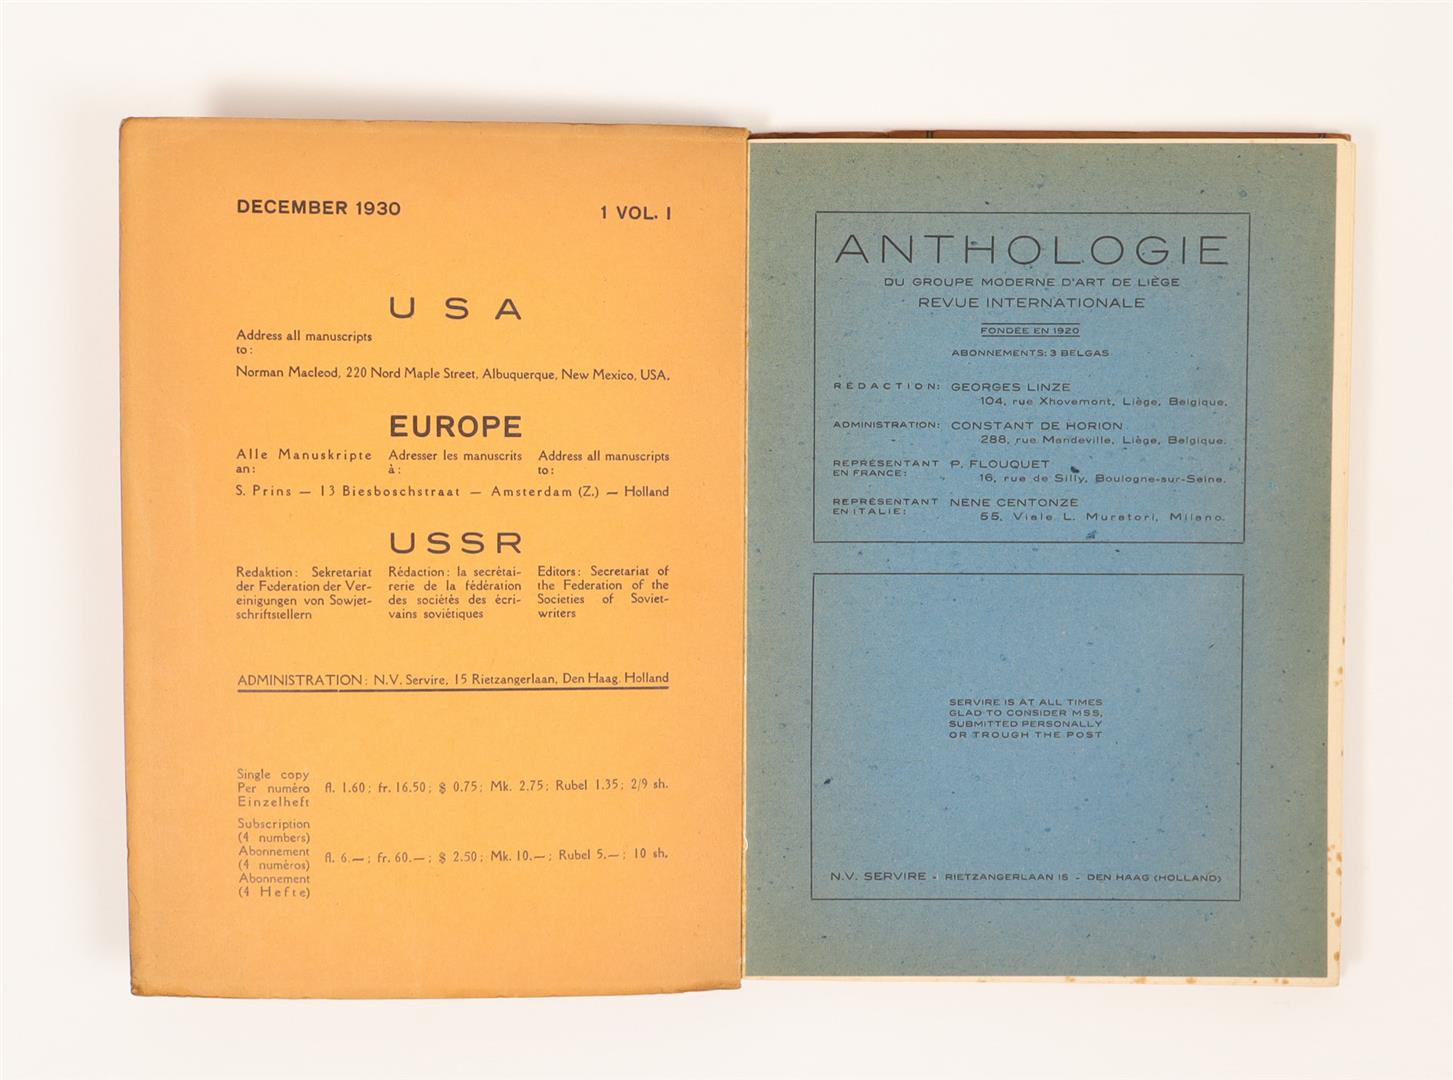 DECEMBER 1930
1 VOL. I
USA
Address all manuscripts
to:
Norman Macleod, 220 Nord Maple Street, Albuquerque, New Mexico, USA.
EUROPE
Alle Manuskripte
an:
Adresser les manuscrits
à:
Address all manuscripts
to:
S. Prins — 13 Biesboschstraat — Amsterdam (Z.) — Holland
USSR
Redaktion: Sekretariat
der Federation der Ver-
einigungen von Sowjet-
schriftstellern
Rédaction: la secrétai-
rerie de la fédération
des sociétés des écri-
vains soviétiques
Editors: Secretariat of
the Federation of the
Societies of Soviet-
writers
ADMINISTRATION: N.V. Servire, 15 Rietzangerlaan, Den Haag. Holland
Single copy
Per numéro
Einzelheft
fl. 1.60; fr. 16.50; $ 0.75; Mk. 2.75; Rubel 1.35; 2/9 sh.
Subscription
(4 numbers)
Abonnement
(4 numéros)
Abonnement
(4 Hefte)
fl. 6.—; fr. 60.—; $ 2.50; Mk. 10.—; Rubel 5.—; 10 sh.
ANTHOLOGIE
DU GROUPE MODERNE D'ART DE LIÈGE
REVUE INTERNATIONALE
FONDÉE EN 1920
ABONNEMENTS: 3 BELGAS
RÉDACTION: GEORGES LINZE
104, rue Xhovemont, Liège, Belgique.
ADMINISTRATION: CONSTANT DE HORION
288, rue Mandeville, Liège, Belgique.
REPRÉSENTANT
EN FRANCE:
P. FLOUQUET
16, rue de Silly, Boulogne-sur-Seine.
REPRÉSENTANT
EN ITALIE:
NENE CENTONZE
55, Viale L. Muratori, Milano.
SERVIRE IS AT ALL TIMES
GLAD TO CONSIDER MSS,
SUBMITTED PERSONALLY
OR TROUGH THE POST
N.V. SERVIRE - RIETZANGERLAAN 15 - DEN HAAG (HOLLAND)